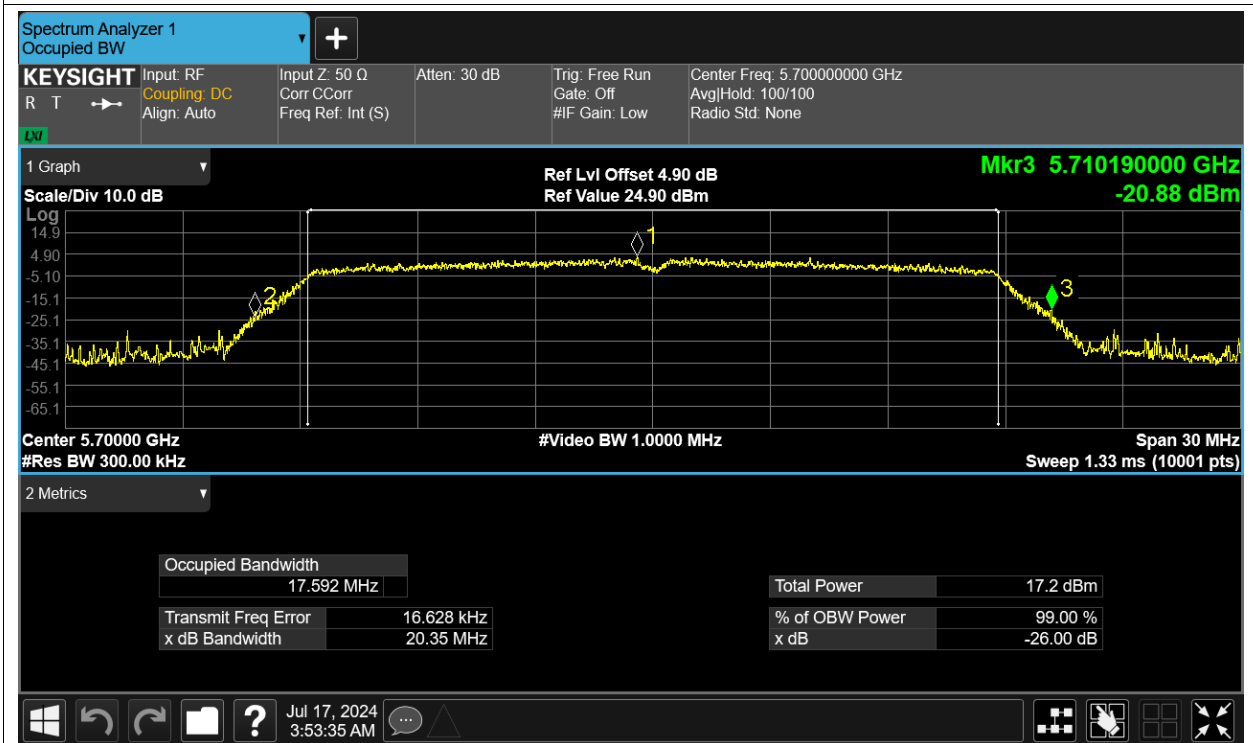 Spectrum Analyzer 1
Occupied BW
KEYSIGHT
R T
LXI
Input: RF
Coupling: DC
Align: Auto
Input Z: 50 Ω
Corr CCorr
Freq Ref: Int (S)
Atten: 30 dB
Trig: Free Run
Gate: Off
#IF Gain: Low
Center Freq: 5.700000000 GHz
Avg|Hold: 100/100
Radio Std: None
1 Graph
Scale/Div 10.0 dB
Ref Lvl Offset 4.90 dB
Ref Value 24.90 dBm
Mkr3 5.710190000 GHz
-20.88 dBm
Log
14.9
4.90
-5.10
-15.1
-25.1
-35.1
-45.1
-55.1
-65.1
1
2
3
Center 5.70000 GHz
#Res BW 300.00 kHz
#Video BW 1.0000 MHz
Span 30 MHz
Sweep 1.33 ms (10001 pts)
2 Metrics
Occupied Bandwidth
17.592 MHz
Transmit Freq Error 16.628 kHz
x dB Bandwidth 20.35 MHz
Total Power 17.2 dBm
% of OBW Power 99.00 %
x dB -26.00 dB
?
Jul 17, 2024
3:53:35 AM